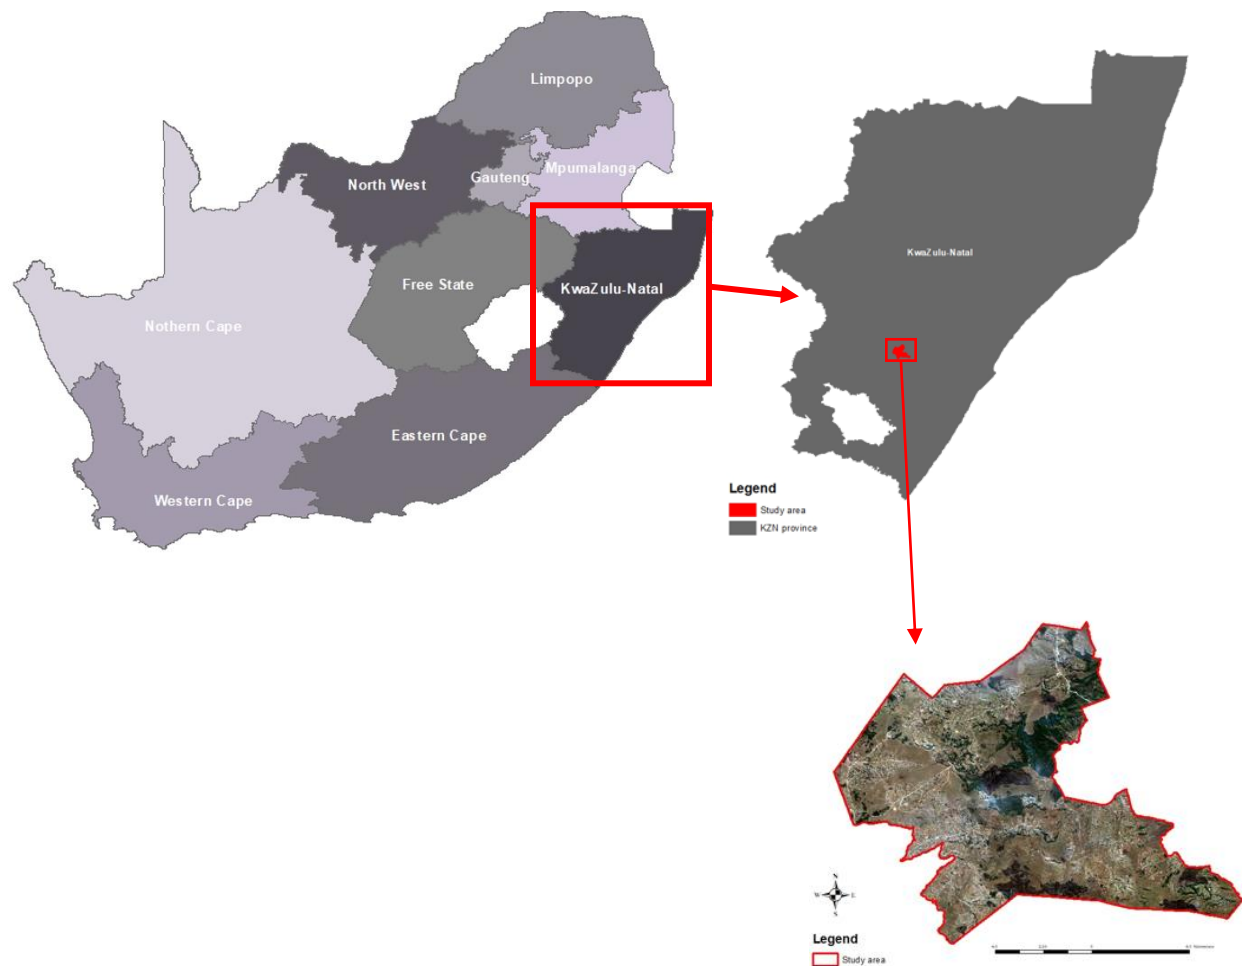 Limpopo
Mpumalanga
Gauteng
North West
Free State
KwaZulu-Natal
Nothern Cape
Eastern Cape
Western Cape
KwaZulu-Natal
Legend
Study area
KZN province
N
W E
S
Legend
Study area